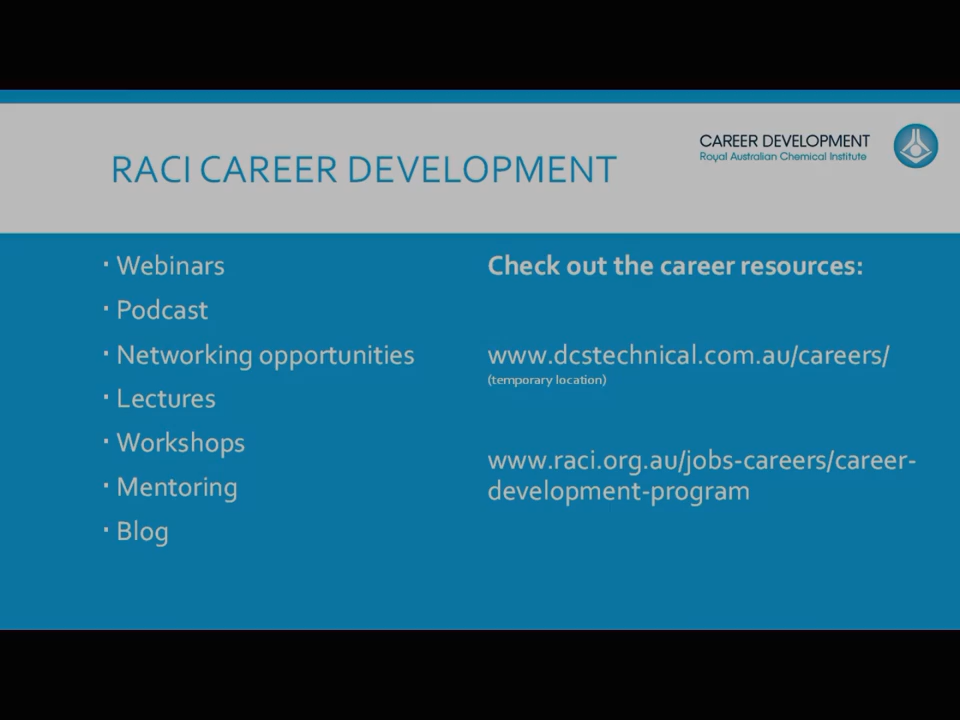 CAREER DEVELOPMENT
Royal Australian Chemical Institute
RACI CAREER DEVELOPMENT
▪ Webinars
▪ Podcast
▪ Networking opportunities
▪ Lectures
▪ Workshops
▪ Mentoring
▪ Blog
Check out the career resources:
www.dcstechnical.com.au/careers/
(temporary location)
www.raci.org.au/jobs-careers/career-
development-program